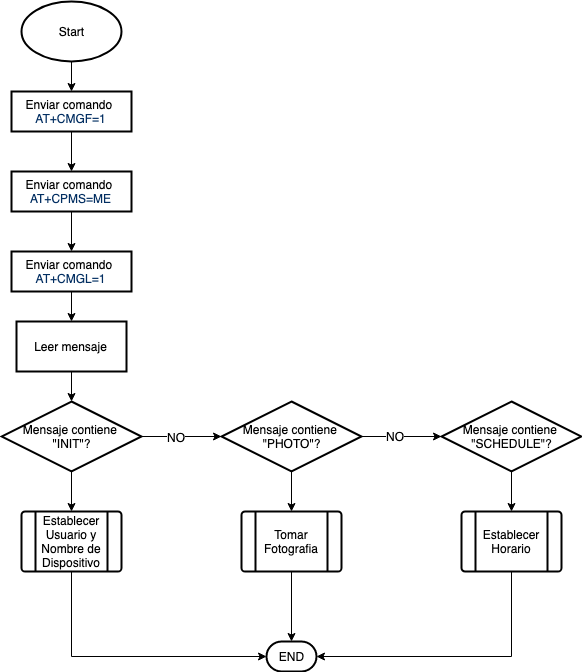 Start
Enviar comando
AT+CMGF=1
Enviar comando
AT+CPMS=ME
Enviar comando
AT+CMGL=1
Leer mensaje
Mensaje contiene
"INIT"?
NO
Mensaje contiene
"PHOTO"?
NO
Mensaje contiene
"SCHEDULE"?
Establecer
Usuario y
Nombre de
Dispositivo
Tomar
Fotografia
Establecer
Horario
END